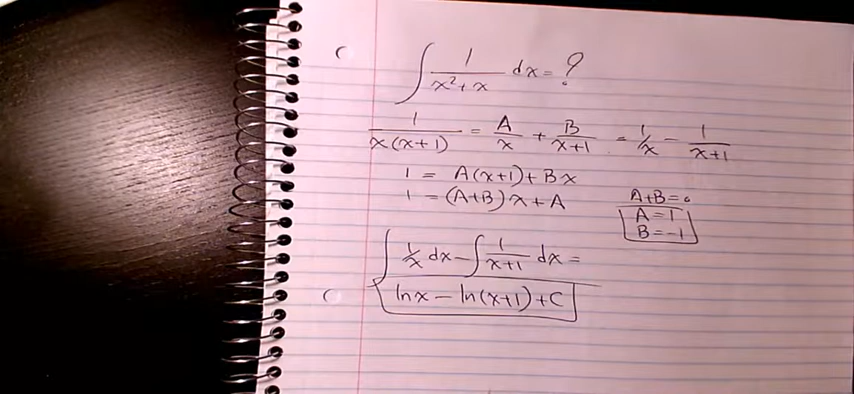 ∫ 1/(x²+x) dx = ?
1/(x(x+1)) = A/x + B/(x+1) = 1/x - 1/(x+1)
1 = A(x+1)+Bx
1 = (A+B)x+A
A+B=0
A=1
B=-1
∫ 1/x dx - ∫ 1/(x+1) dx =
lnx - ln(x+1)+C